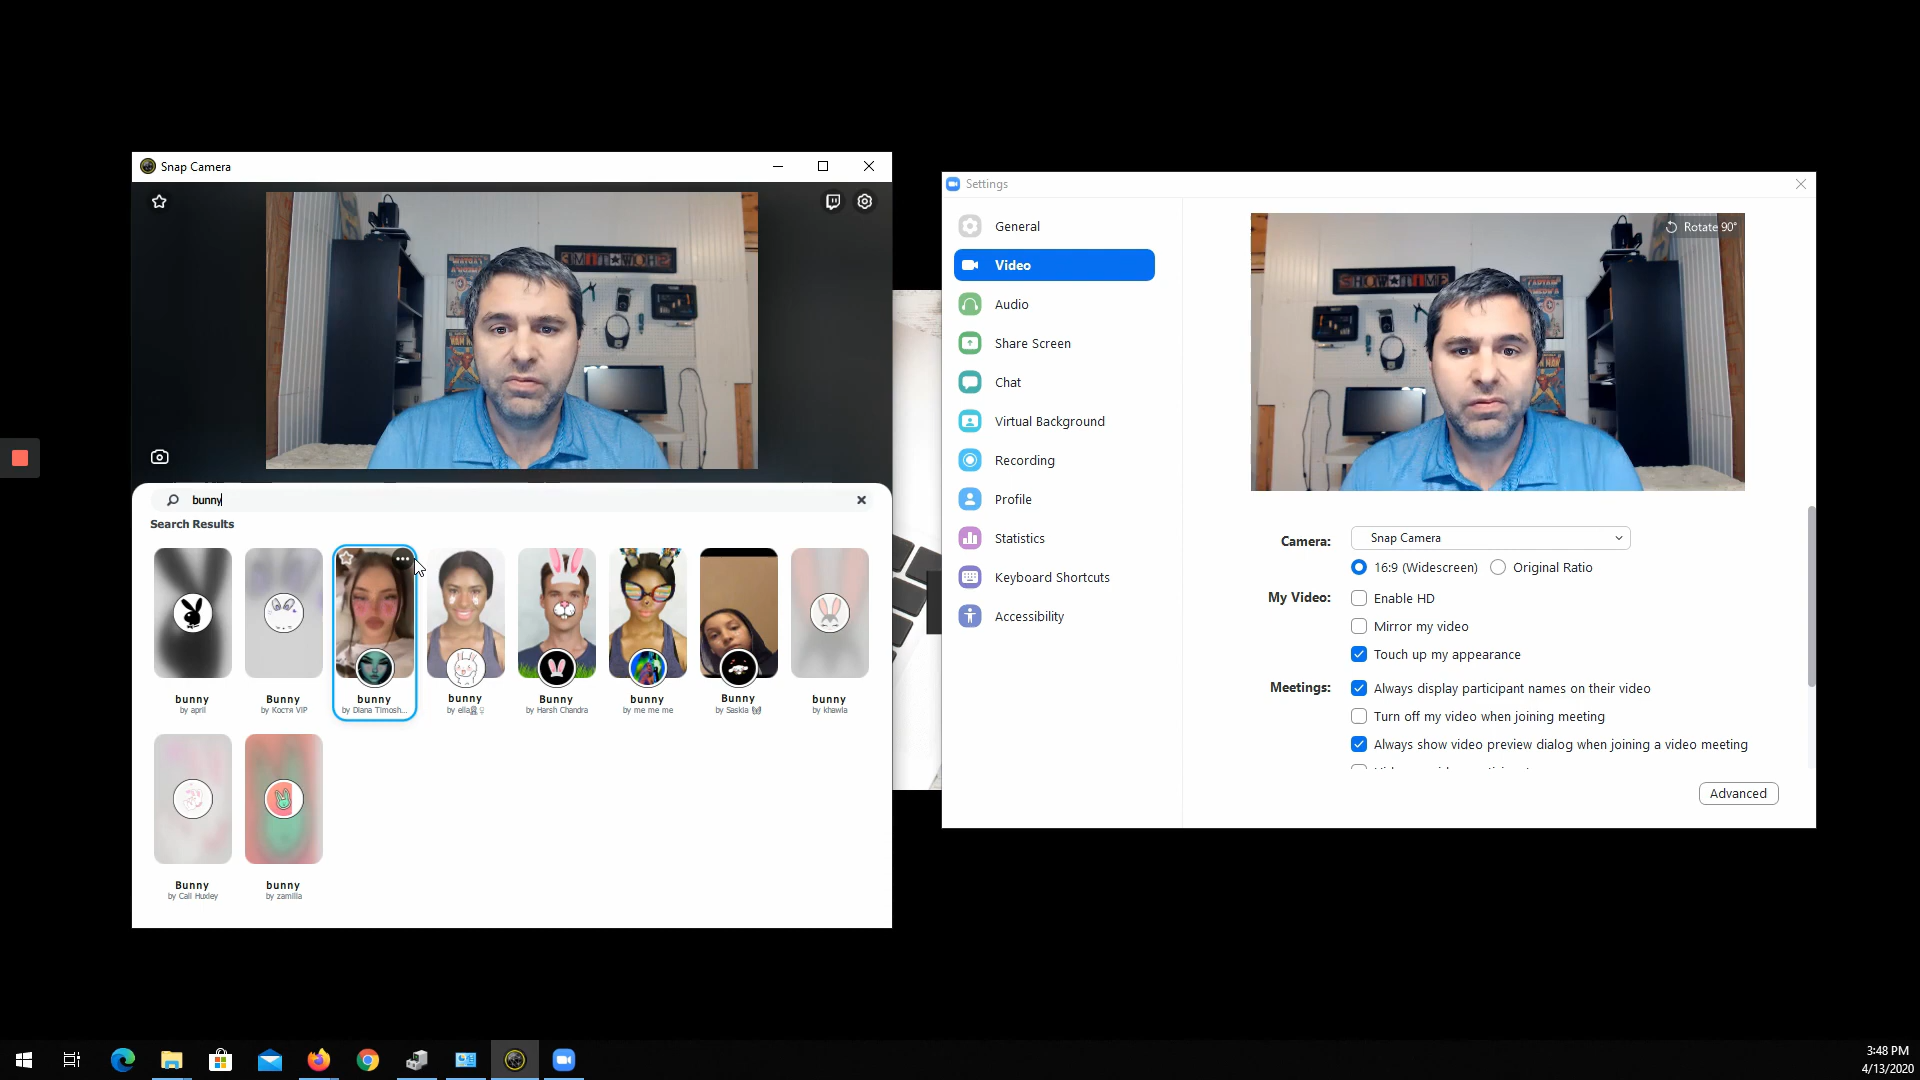 Snap Camera
SHOW★TIME
bunny
Search Results
bunny
by april
Bunny
by Костя VIP
bunny
by Diana Timosh...
bunny
Bunny
by Harsh Chandra
bunny
by me me me
Bunny
by Saskia
bunny
by khawla
Bunny
by Cali Huxley
bunny
by zamilla
Settings
General
Video
Audio
Share Screen
Chat
Virtual Background
Recording
Profile
Statistics
Keyboard Shortcuts
Accessibility
Rotate 90°
SHOW★TIME
CAPTAIN
Camera:
Snap Camera
16:9 (Widescreen)
Original Ratio
My Video:
Enable HD
Mirror my video
Touch up my appearance
Meetings:
Always display participant names on their video
Turn off my video when joining meeting
Always show video preview dialog when joining a video meeting
Advanced
3:48 PM
4/13/2020